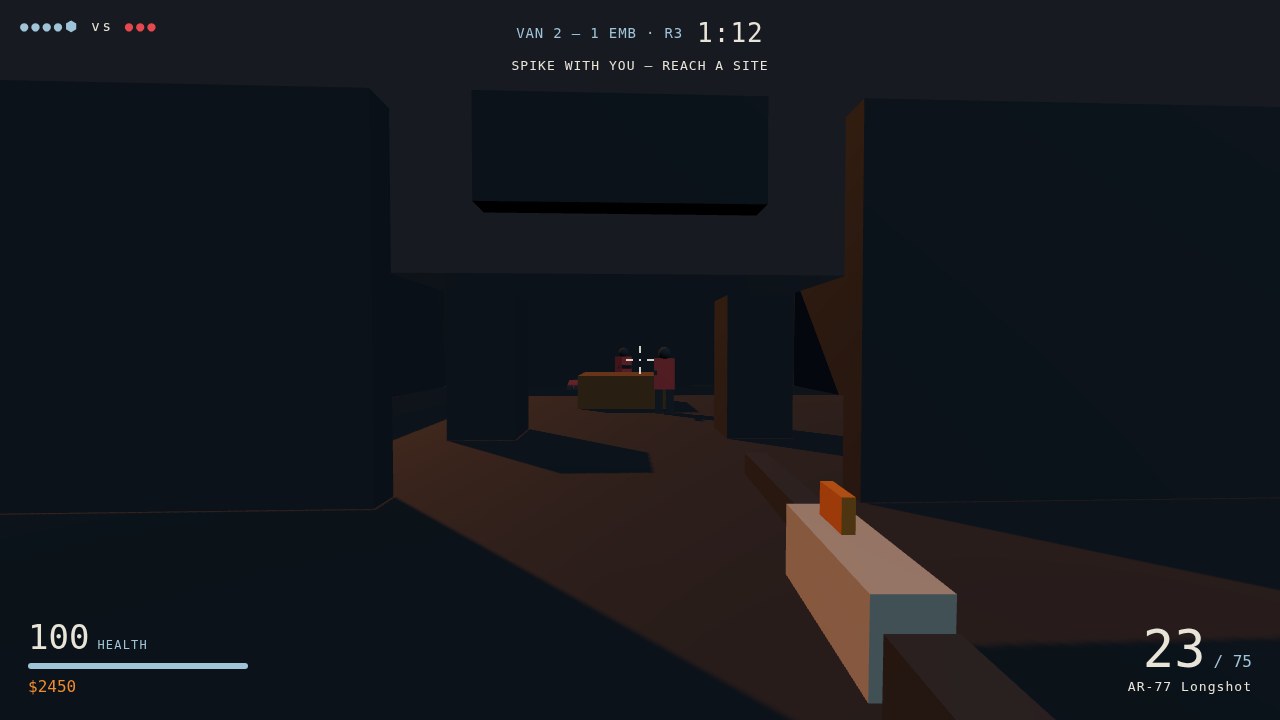 VS
VAN 2 — 1 EMB · R3 1:12
SPIKE WITH YOU — REACH A SITE
100 HEALTH
$2450
23 / 75
AR-77 Longshot